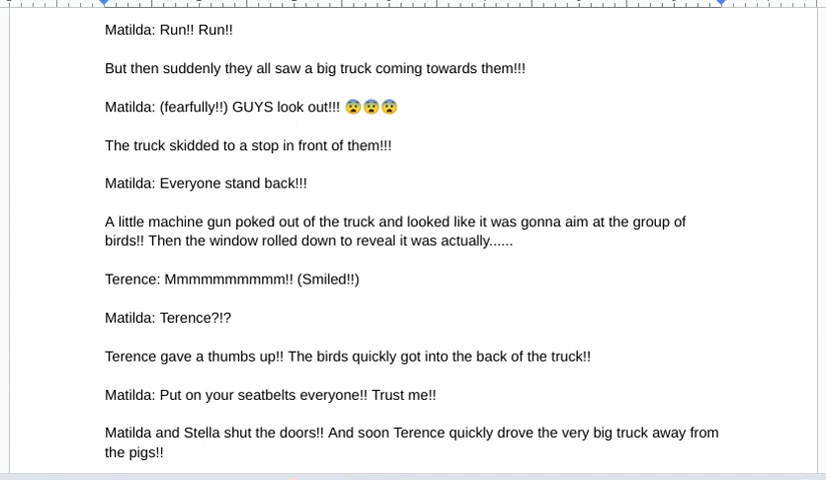 Matilda: Run!! Run!!
But then suddenly they all saw a big truck coming towards them!!!
Matilda: (fearfully!!) GUYS look out!!! 😨😨😨
The truck skidded to a stop in front of them!!!
Matilda: Everyone stand back!!!
A little machine gun poked out of the truck and looked like it was gonna aim at the group of
birds!! Then the window rolled down to reveal it was actually......
Terence: Mmmmmmmmmm!! (Smiled!!)
Matilda: Terence?!?
Terence gave a thumbs up!! The birds quickly got into the back of the truck!!
Matilda: Put on your seatbelts everyone!! Trust me!!
Matilda and Stella shut the doors!! And soon Terence quickly drove the very big truck away from
the pigs!!